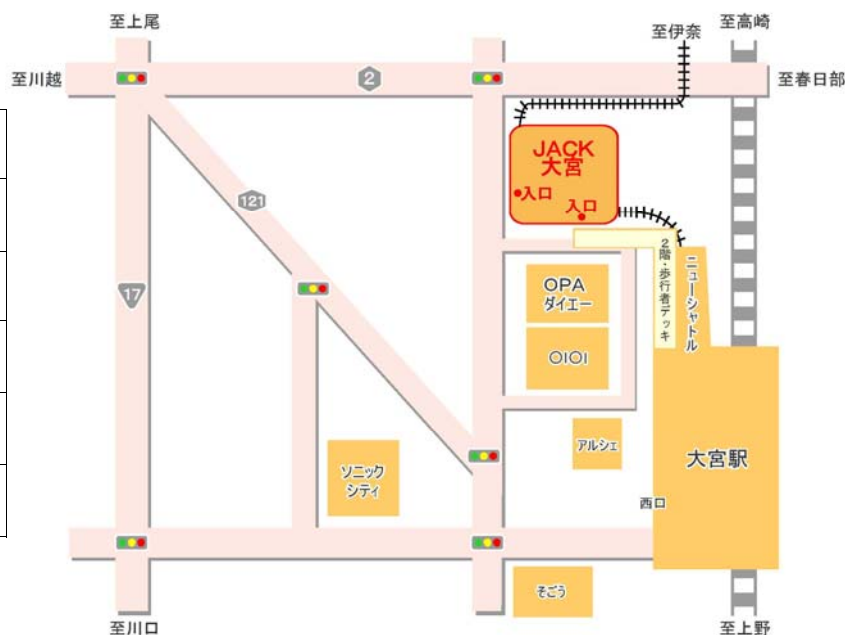 至上尾
至高崎
至伊奈
至川越
2
至春日部
JACK
大宮
入口
入口
121
2階・歩行者デッキ
ニューシャトル
OPA
ダイエー
17
OIOI
アルシェ
大宮駅
ソニック
シティ
西口
そごう
至川口
至上野